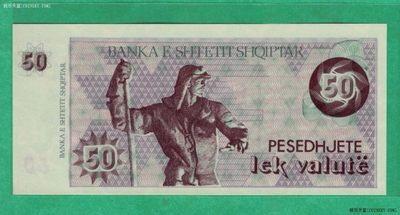 BANKA E SHTETIT SHQIPTAR
50
50
BANKA E SHTETIT SHQIPTAR
50
PESEDHJETE
lek valutë